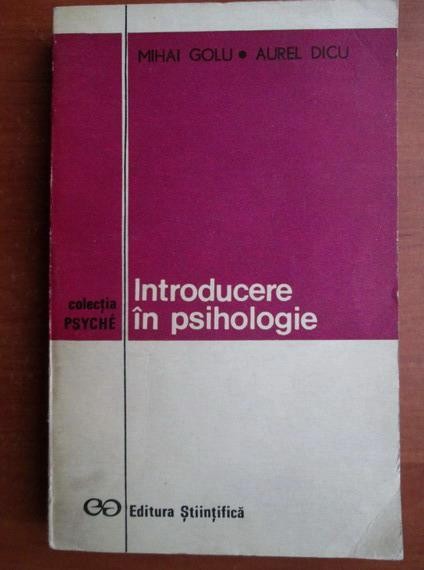 MIHAI GOLU • AUREL DICU
Introducere
în psihologie
colecția
PSYCHÉ
Editura Științifică